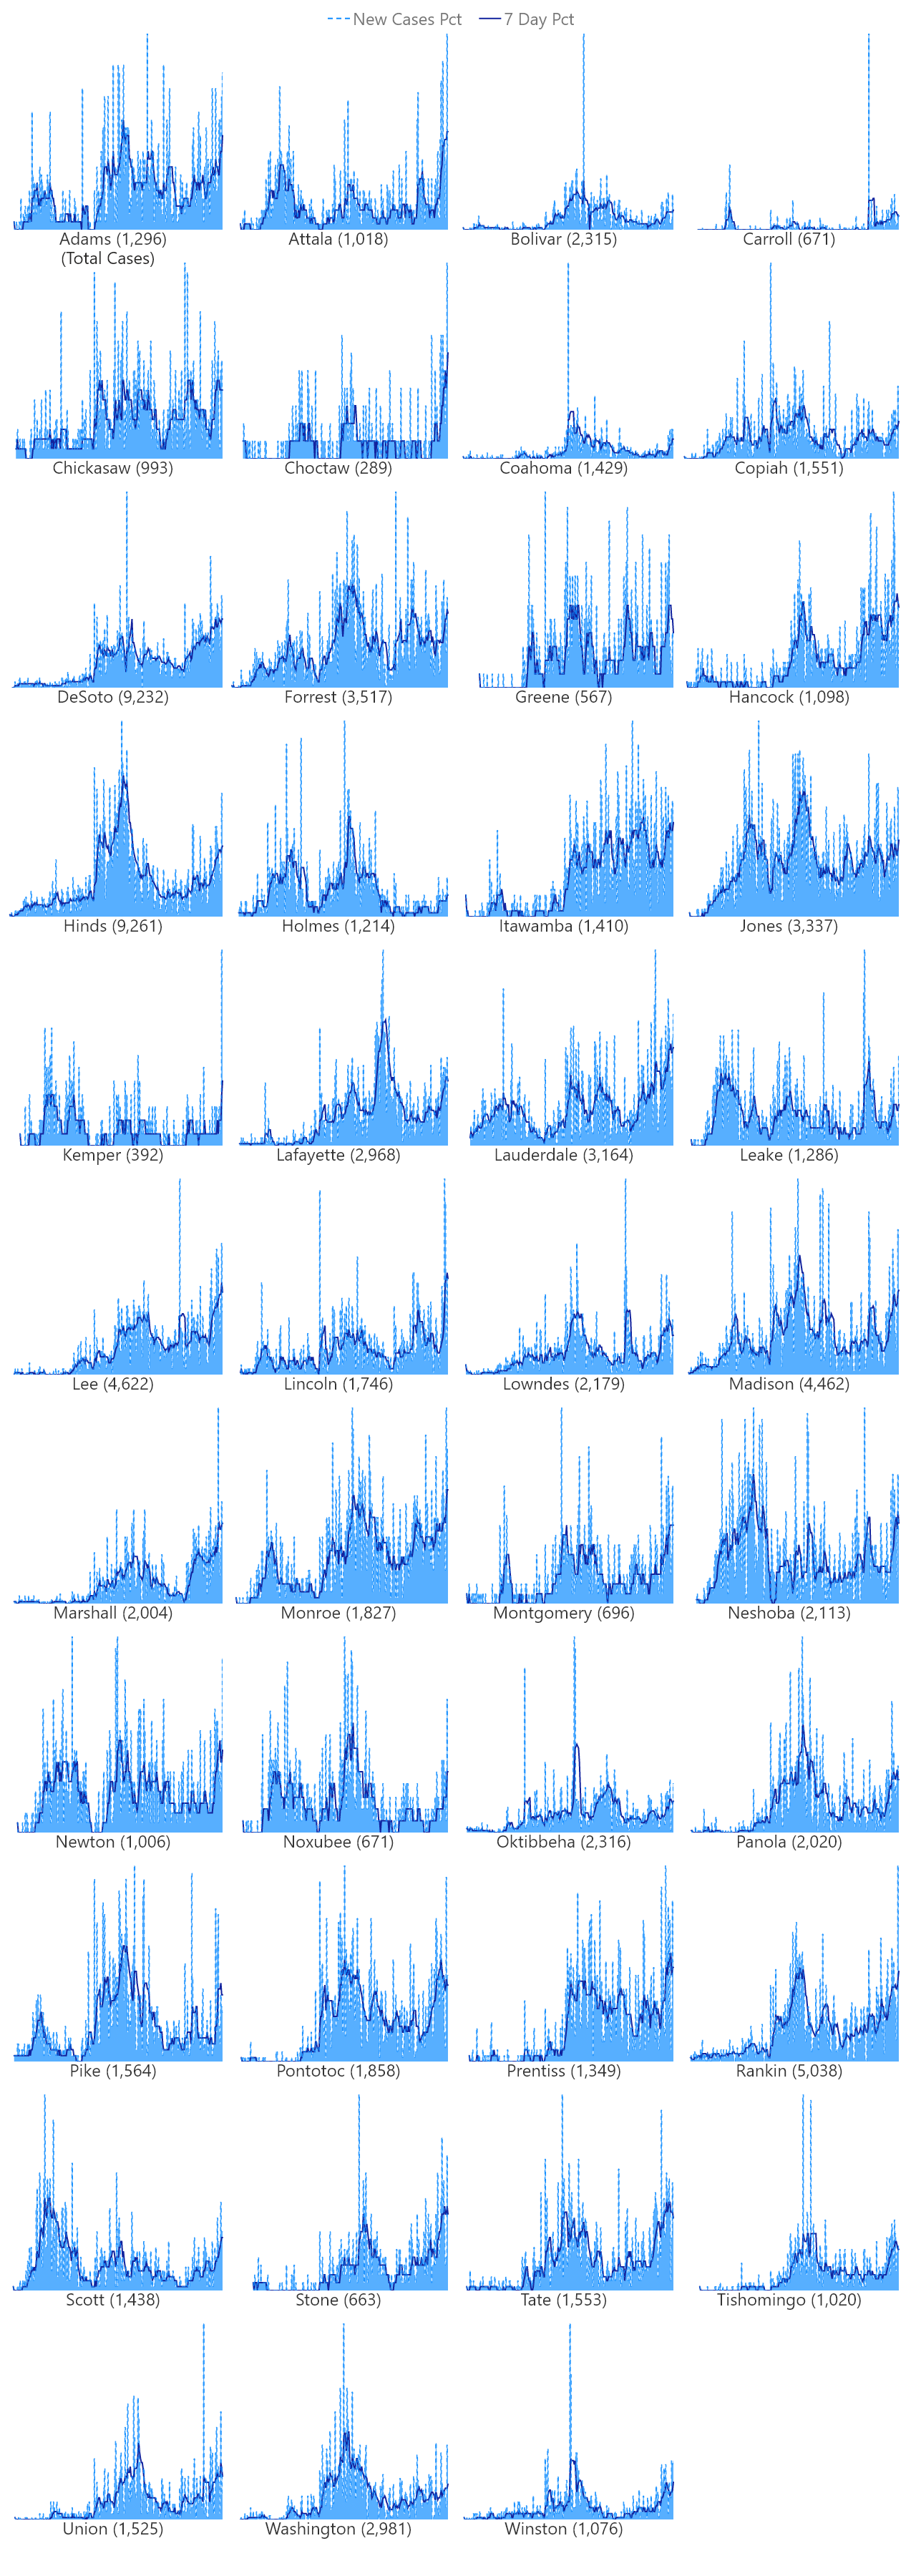 New Cases Pct 7 Day Pct
Adams (1,296) Attala (1,018) Bolivar (2,315) Carroll (671)
(Total Cases)
Chickasaw (993) Choctaw (289) Coahoma (1,429) Copiah (1,551)
DeSoto (9,232) Forrest (3,517) Greene (567) Hancock (1,098)
Hinds (9,261) Holmes (1,214) Itawamba (1,410) Jones (3,337)
Kemper (392) Lafayette (2,968) Lauderdale (3,164) Leake (1,286)
Lee (4,622) Lincoln (1,746) Lowndes (2,179) Madison (4,462)
Marshall (2,004) Monroe (1,827) Montgomery (696) Neshoba (2,113)
Newton (1,006) Noxubee (671) Oktibbeha (2,316) Panola (2,020)
Pike (1,564) Pontotoc (1,858) Prentiss (1,349) Rankin (5,038)
Scott (1,438) Stone (663) Tate (1,553) Tishomingo (1,020)
Union (1,525) Washington (2,981) Winston (1,076)